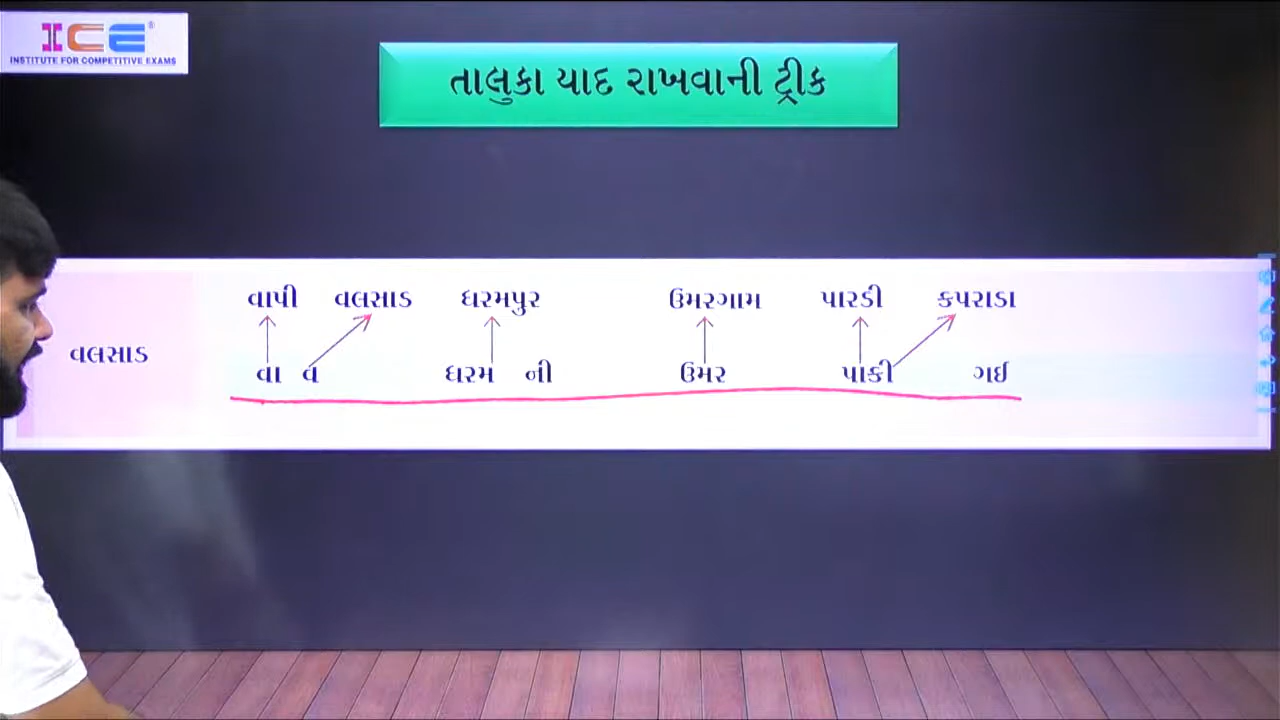 ICE®
INSTITUTE FOR COMPETITIVE EXAMS
તાલુકા યાદ રાખવાની ટ્રીક
વાપી વલસાડ ધરમપુર ઉમરગામ પારડી કપરાડા
વલસાડ
વા વ ધરમ ની ઉમર પાકી ગઈ